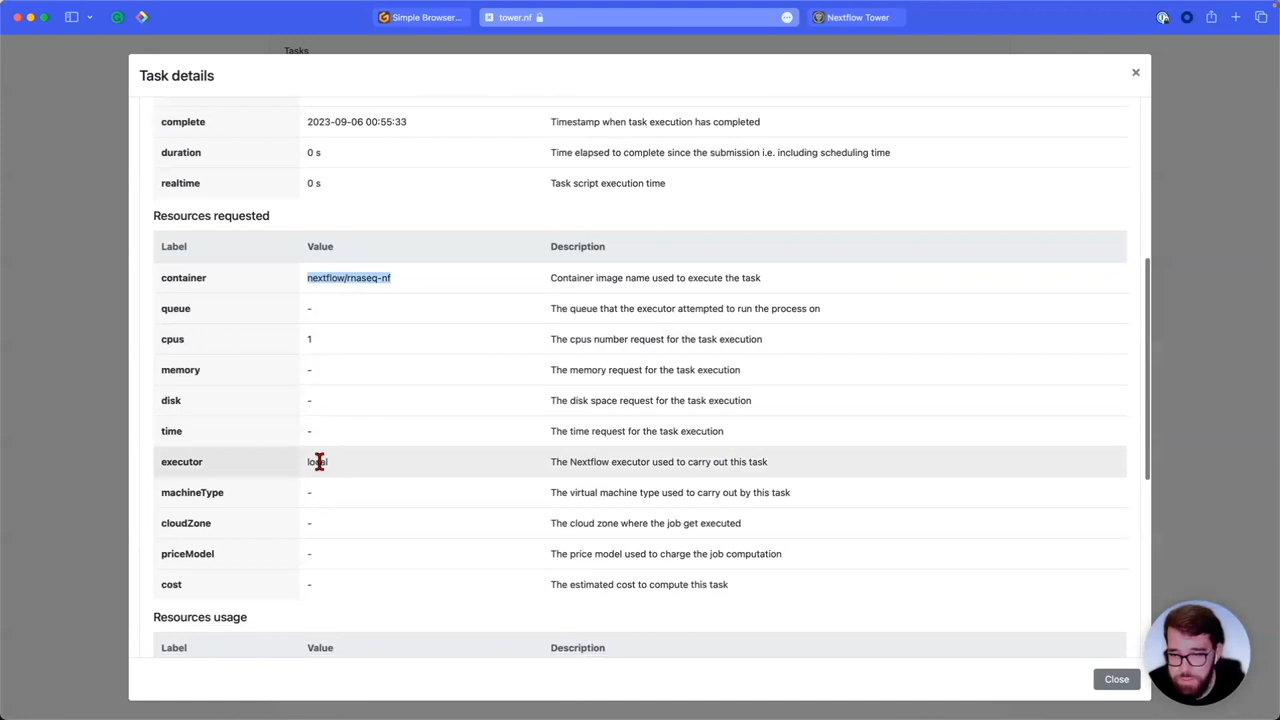 Simple Browser...
tower.nf
Nextflow Tower
Tasks
Task details
×
complete 2023-09-06 00:55:33 Timestamp when task execution has completed
duration 0 s Time elapsed to complete since the submission i.e. including scheduling time
realtime 0 s Task script execution time
Resources requested
Label Value Description
container nextflow/rnaseq-nf Container image name used to execute the task
queue - The queue that the executor attempted to run the process on
cpus 1 The cpus number request for the task execution
memory - The memory request for the task execution
disk - The disk space request for the task execution
time - The time request for the task execution
executor local The Nextflow executor used to carry out this task
machineType - The virtual machine type used to carry out by this task
cloudZone - The cloud zone where the job get executed
priceModel - The price model used to charge the job computation
cost - The estimated cost to compute this task
Resources usage
Label Value Description
Close